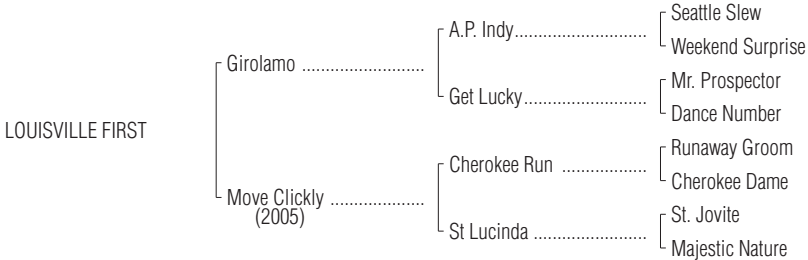 Seattle Slew
A.P. Indy..............................
Weekend Surprise
Girolamo ...........................
Mr. Prospector
Get Lucky............................
Dance Number
LOUISVILLE FIRST
Runaway Groom
Cherokee Run ...................
Cherokee Dame
Move Clickly .....................
(2005)
St. Jovite
St Lucinda .........................
Majestic Nature